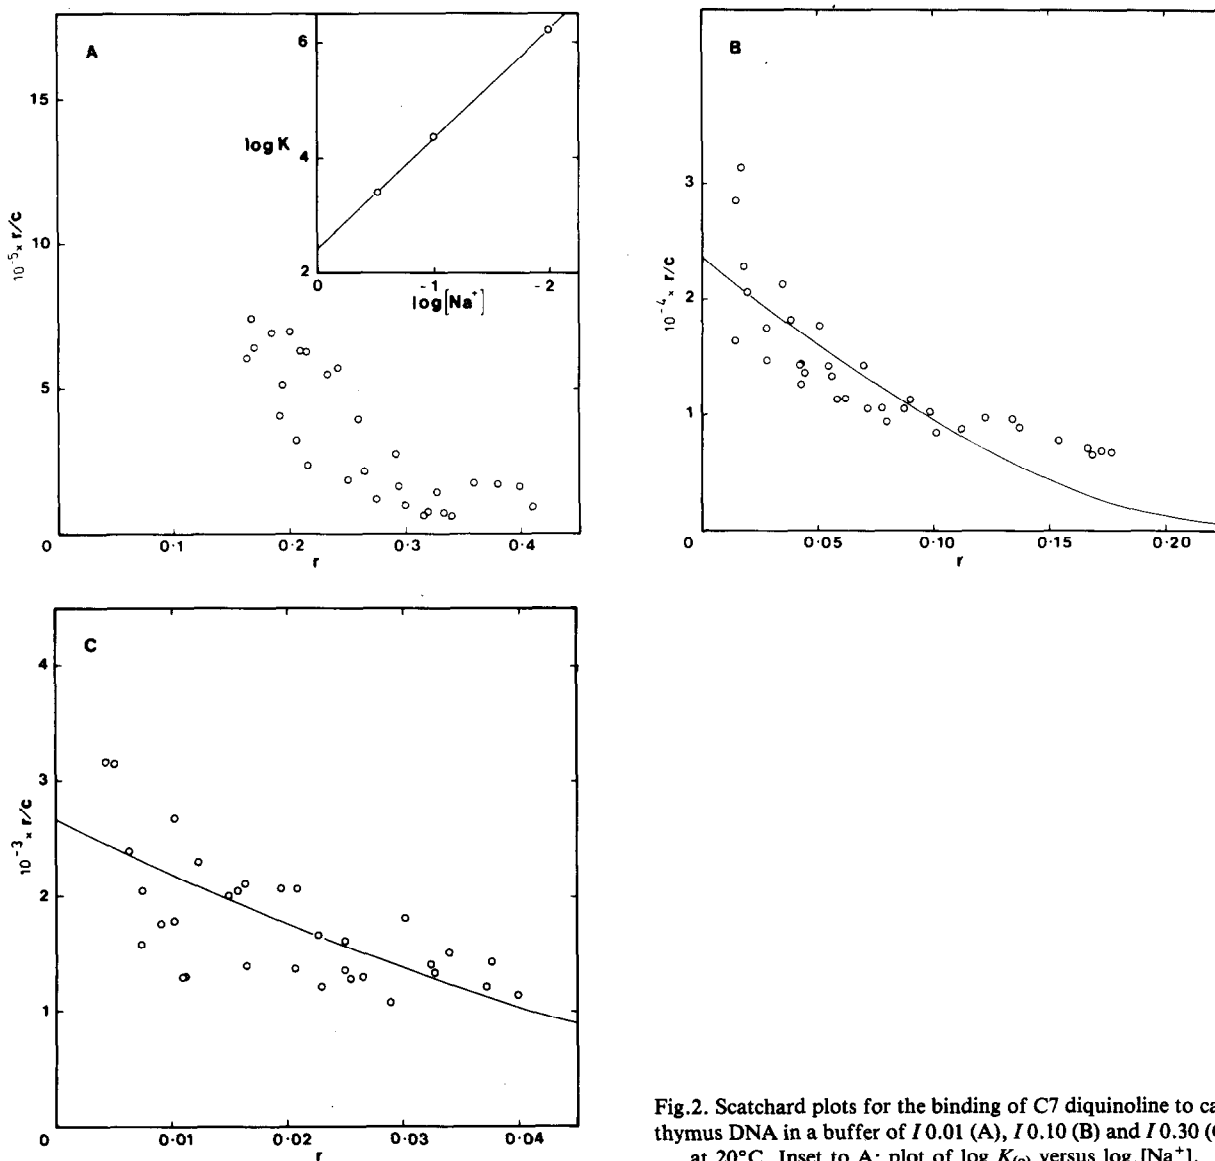 A
15
10
5
0
0·1
0·2
0·3
0·4
r
10⁻⁵ × r/c
6
4
2
log K
0
-1
-2
log[Na⁺]
B
3
2
1
0
0·05
0·10
0·15
0·20
r
10⁻⁴ × r/c
C
4
3
2
1
0
0·01
0·02
0·03
0·04
r
10⁻³ × r/c
Fig.2. Scatchard plots for the binding of C7 diquinoline to ca
thymus DNA in a buffer of I 0.01 (A), I 0.10 (B) and I 0.30 (C
at 20°C. Inset to A: plot of log K(o) versus log [Na⁺].